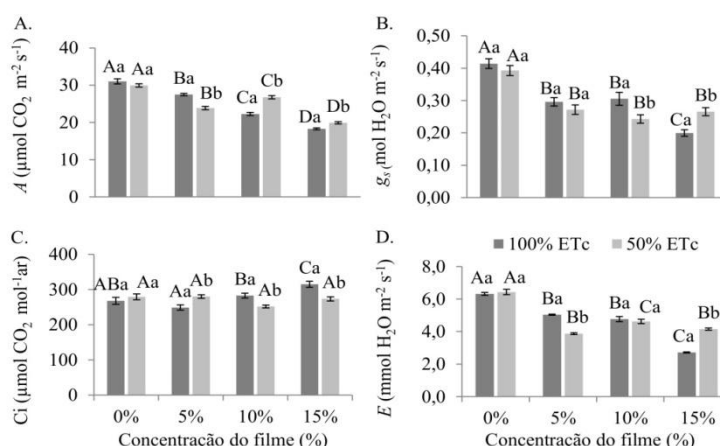 A.
A (µmol CO2 m-2 s-1)
40
30
20
10
0
Aa Aa Ba Bb Ca Cb Da Db
B.
gs (mol H2O m-2 s-1)
0,50
0,40
0,30
0,20
0,10
0,00
Aa Aa Ba Ba Ba Bb Ca Bb
C.
Ci (µmol CO2 mol-1ar)
400
300
200
100
0
ABa Aa Aa Ab Ba Ab Ca Ab
0% 5% 10% 15%
Concentração do filme (%)
D.
100% ETc 50% ETc
E (mmol H2O m-2 s-1)
8,0
6,0
4,0
2,0
0,0
Aa Aa Ba Bb Ba Ca Ca Bb
0% 5% 10% 15%
Concentração do filme (%)